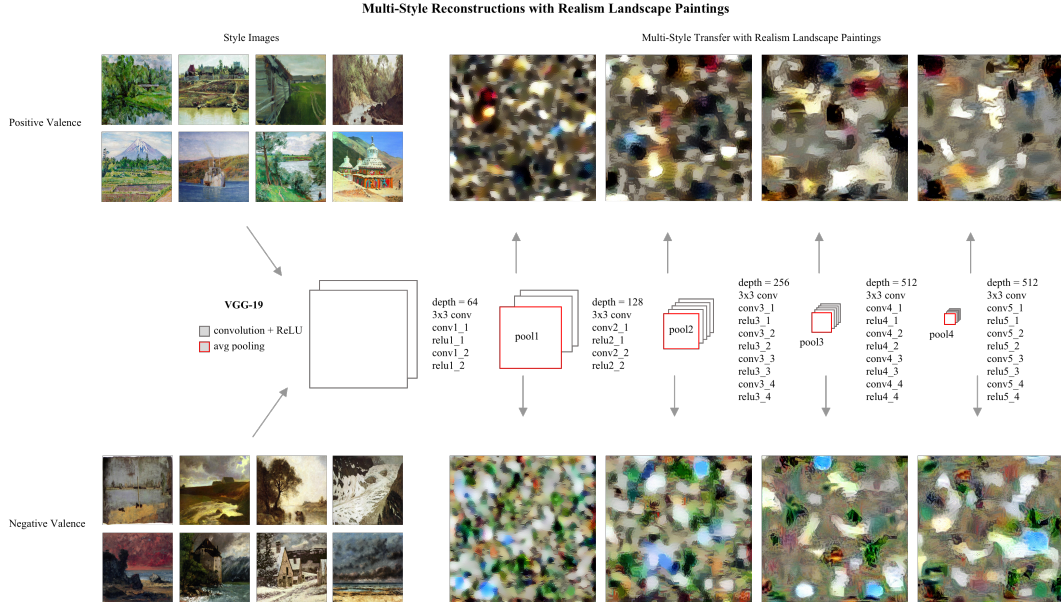 Multi-Style Reconstructions with Realism Landscape Paintings
Style Images
Multi-Style Transfer with Realism Landscape Paintings
Positive Valence
VGG-19
convolution + ReLU
avg pooling
depth = 64
3x3 conv
conv1_1
relu1_1
conv1_2
relu1_2
pool1
depth = 128
3x3 conv
conv2_1
relu2_1
conv2_2
relu2_2
pool2
depth = 256
3x3 conv
conv3_1
relu3_1
conv3_2
relu3_2
conv3_3
relu3_3
conv3_4
relu3_4
pool3
depth = 512
3x3 conv
conv4_1
relu4_1
conv4_2
relu4_2
conv4_3
relu4_3
conv4_4
relu4_4
pool4
depth = 512
3x3 conv
conv5_1
relu5_1
conv5_2
relu5_2
conv5_3
relu5_3
conv5_4
relu5_4
Negative Valence